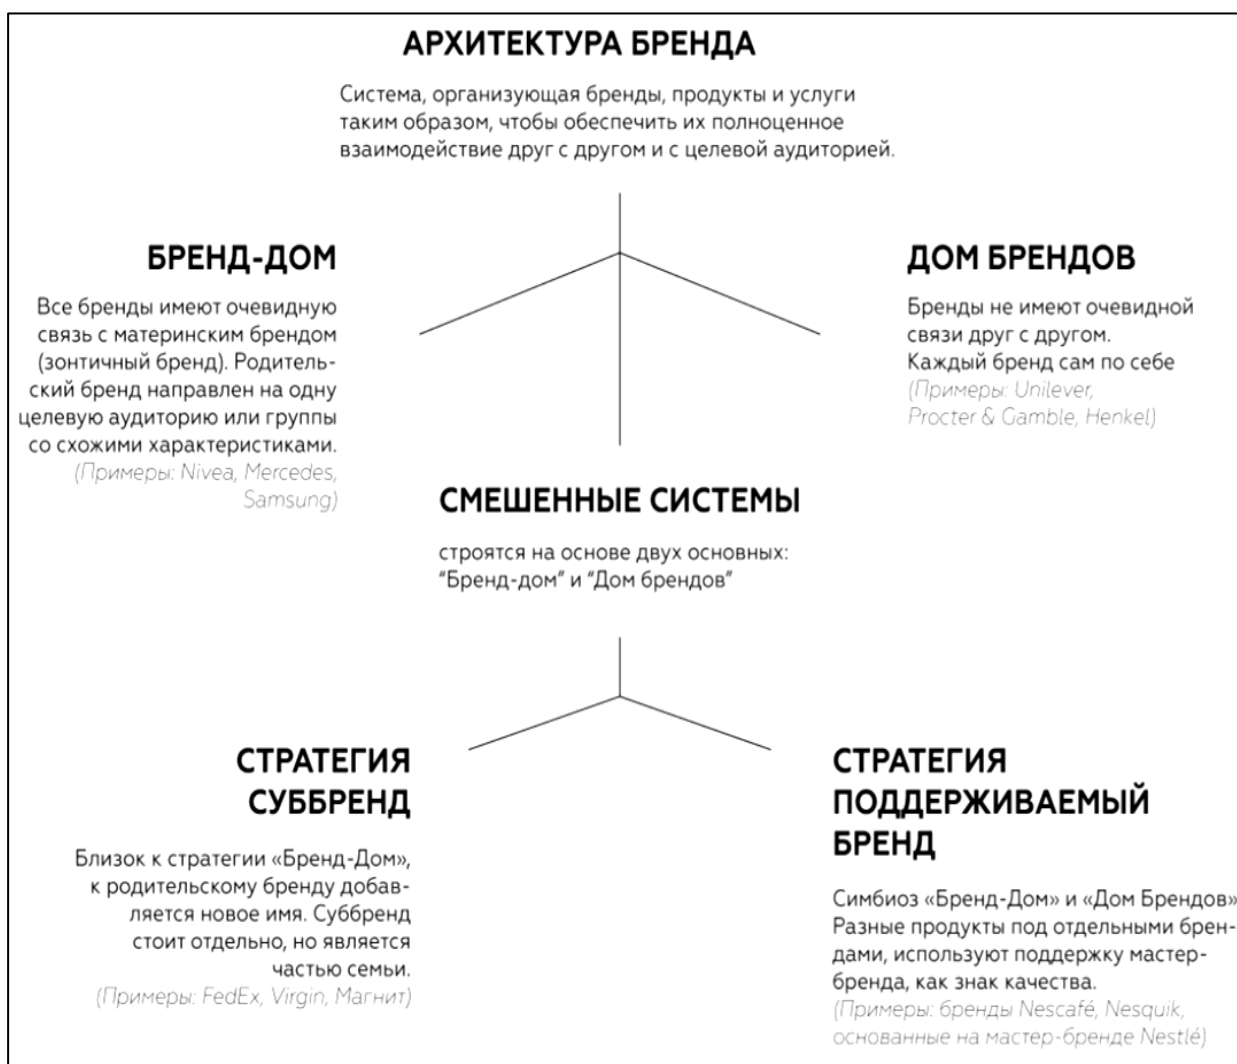 АРХИТЕКТУРА БРЕНДА
Система, организующая бренды, продукты и услуги
таким образом, чтобы обеспечить их полноценное
взаимодействие друг с другом и с целевой аудиторией.
БРЕНД-ДОМ
Все бренды имеют очевидную
связь с материнским брендом
(зонтичный бренд). Родитель-
ский бренд направлен на одну
целевую аудиторию или группы
со схожими характеристиками.
(Примеры: Nivea, Mercedes,
Samsung)
ДОМ БРЕНДОВ
Бренды не имеют очевидной
связи друг с другом.
Каждый бренд сам по себе
(Примеры: Unilever,
Procter & Gamble, Henkel)
СМЕШЕННЫЕ СИСТЕМЫ
строятся на основе двух основных:
“Бренд-дом” и “Дом брендов”
СТРАТЕГИЯ
СУББРЕНД
Близок к стратегии «Бренд-Дом»,
к родительскому бренду добав-
ляется новое имя. Суббренд
стоит отдельно, но является
частью семьи.
(Примеры: FedEx, Virgin, Магнит)
СТРАТЕГИЯ
ПОДДЕРЖИВАЕМЫЙ
БРЕНД
Симбиоз «Бренд-Дом» и «Дом Брендов»
Разные продукты под отдельными брен-
дами, используют поддержку мастер-
бренда, как знак качества.
(Примеры: бренды Nescafé, Nesquik,
основанные на мастер-бренде Nestlé)